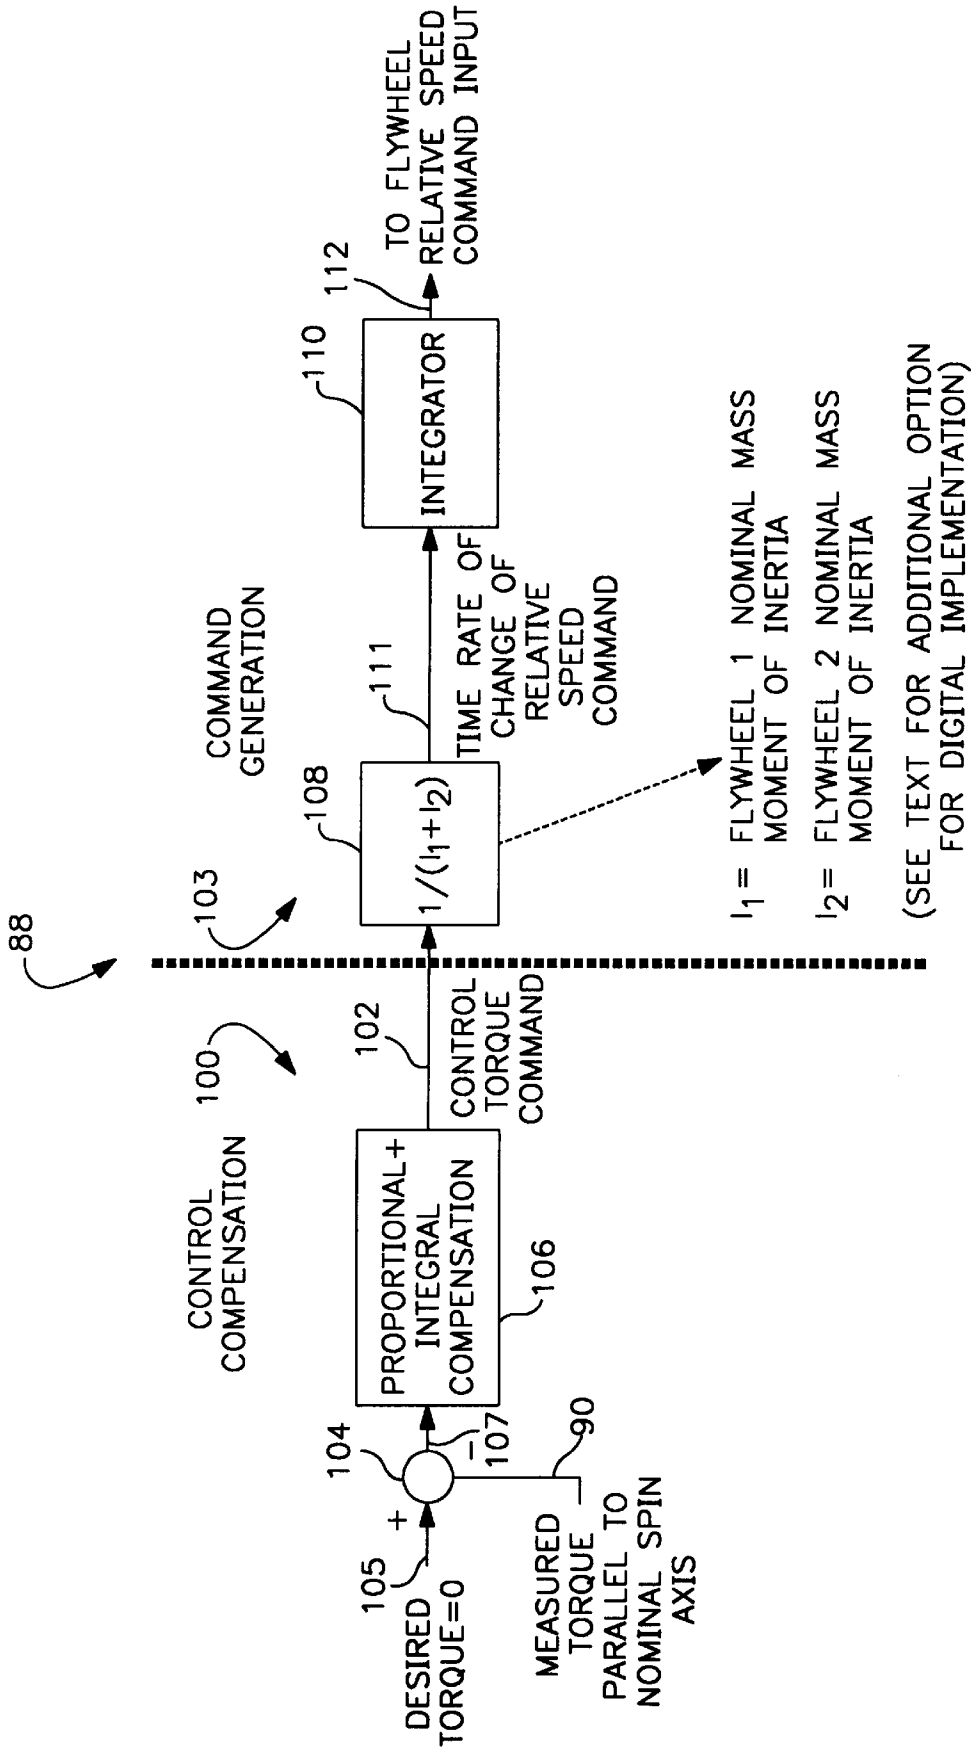 88
CONTROL
COMPENSATION
100
103
COMMAND
GENERATION
DESIRED
TORQUE=0
105
+
104
−
107
MEASURED
TORQUE
PARALLEL TO
NOMINAL SPIN
AXIS
90
PROPORTIONAL+
INTEGRAL
COMPENSATION
106
102
CONTROL
TORQUE
COMMAND
108
1/(I1+I2)
111
TIME RATE OF
CHANGE OF
RELATIVE
SPEED
COMMAND
110
INTEGRATOR
112
TO FLYWHEEL
RELATIVE SPEED
COMMAND INPUT
I1= FLYWHEEL 1 NOMINAL MASS
MOMENT OF INERTIA
I2= FLYWHEEL 2 NOMINAL MASS
MOMENT OF INERTIA
(SEE TEXT FOR ADDITIONAL OPTION
FOR DIGITAL IMPLEMENTATION)